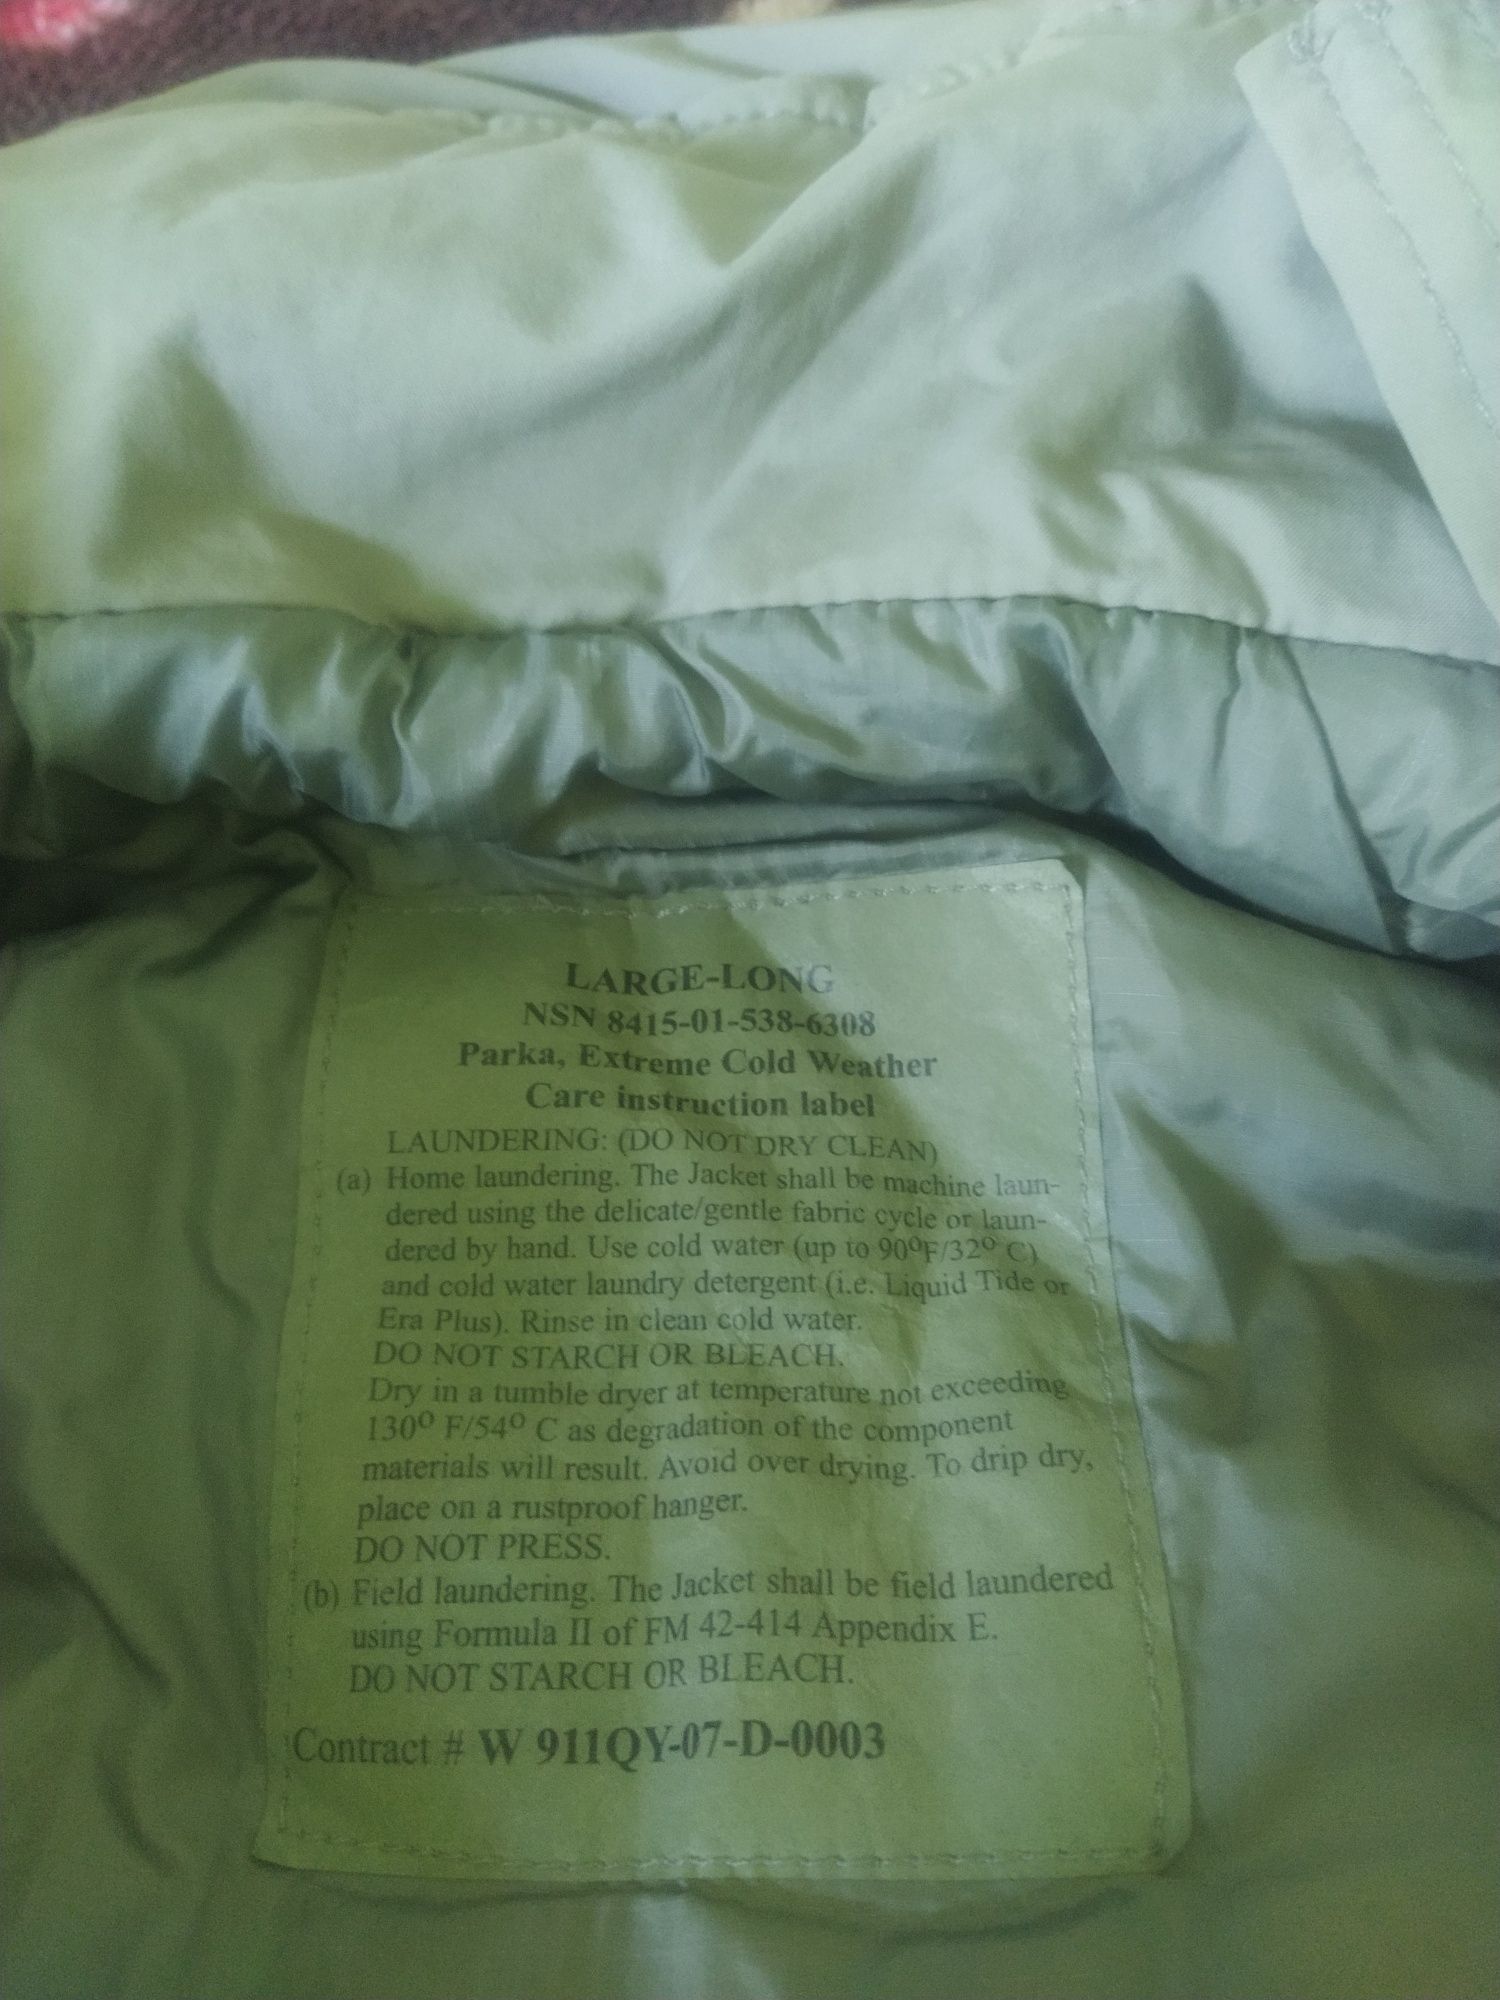 LARGE-LONG
NSN 8415-01-538-6308
Parka, Extreme Cold Weather
Care instruction label
LAUNDERING: (DO NOT DRY CLEAN)
(a) Home laundering. The Jacket shall be machine laun-
dered using the delicate/gentle fabric cycle or laun-
dered by hand. Use cold water (up to 90ºF/32º C)
and cold water laundry detergent (i.e. Liquid Tide or
Era Plus). Rinse in clean cold water.
DO NOT STARCH OR BLEACH.
Dry in a tumble dryer at temperature not exceeding
130º F/54º C as degradation of the component
materials will result. Avoid over drying. To drip dry,
place on a rustproof hanger.
DO NOT PRESS.
(b) Field laundering. The Jacket shall be field laundered
using Formula II of FM 42-414 Appendix E.
DO NOT STARCH OR BLEACH.
Contract # W 911QY-07-D-0003